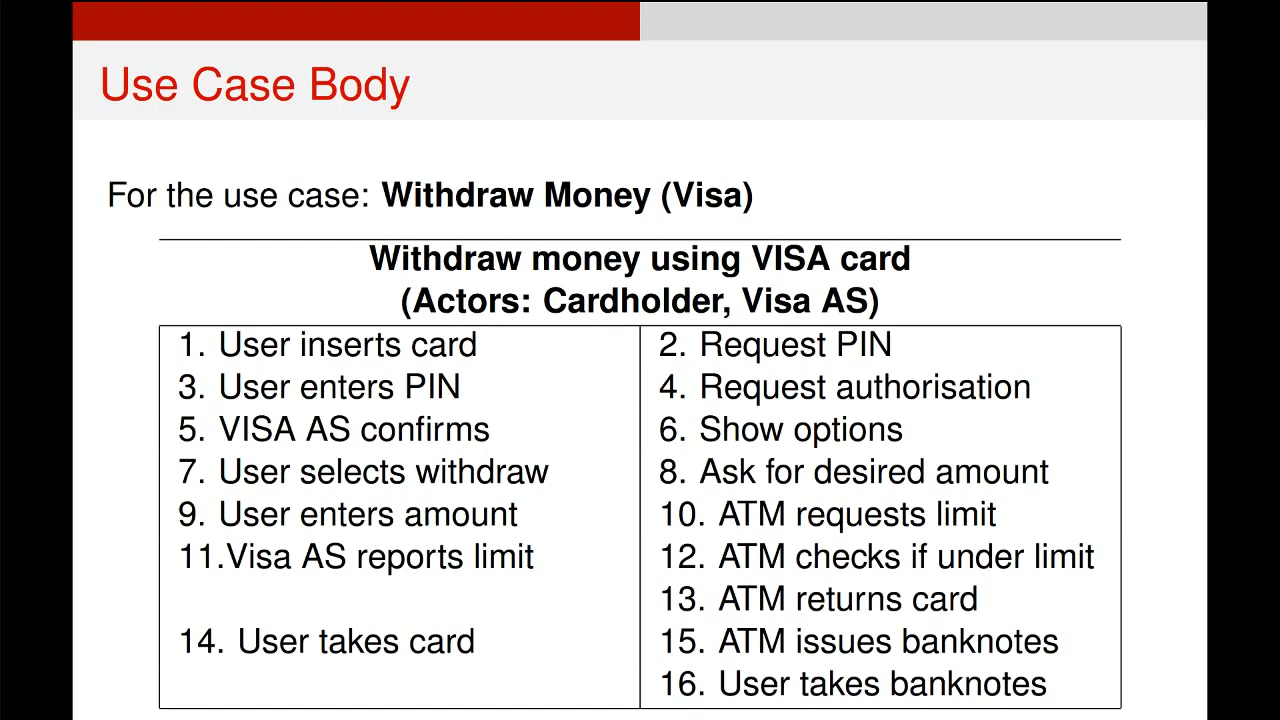 Use Case Body
For the use case: Withdraw Money (Visa)
Withdraw money using VISA card
(Actors: Cardholder, Visa AS)
1. User inserts card 2. Request PIN
3. User enters PIN 4. Request authorisation
5. VISA AS confirms 6. Show options
7. User selects withdraw 8. Ask for desired amount
9. User enters amount 10. ATM requests limit
11.Visa AS reports limit 12. ATM checks if under limit
13. ATM returns card
14. User takes card 15. ATM issues banknotes
16. User takes banknotes